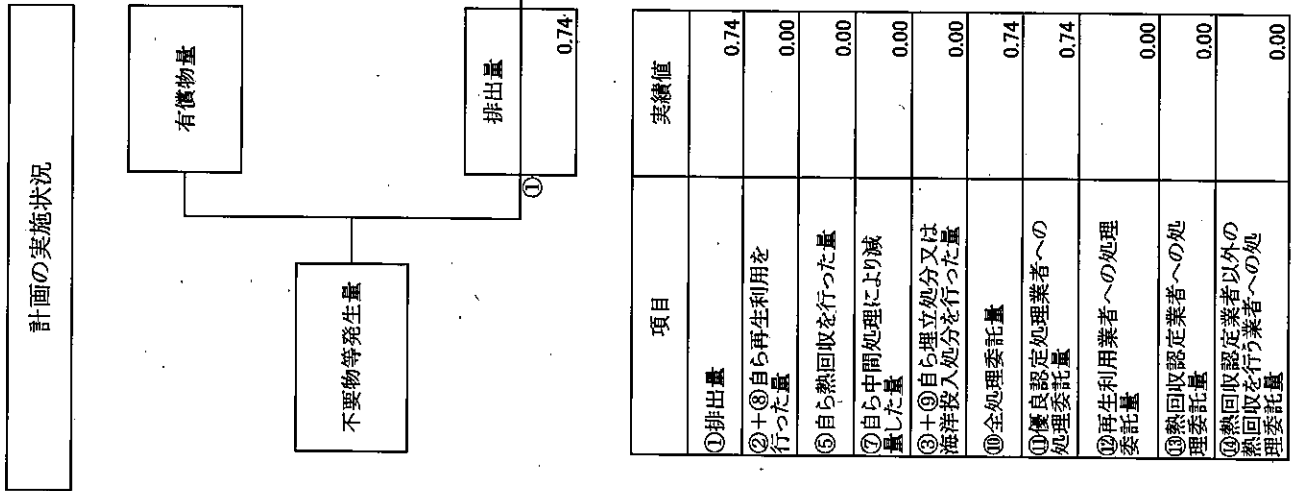 計画の実施状況
有償物量
不要物等発生量
①
排出量
0.74
項目
実績値
①排出量
0.74
②+⑧自ら再生利用を
行った量
0.00
⑤自ら熱回収を行った量
0.00
⑦自ら中間処理により減
量した量
0.00
③+⑨自ら埋立処分又は
海洋投入処分を行った量
0.00
⑩全処理委託量
0.74
⑪優良認定処理業者への
処理委託量
0.74
⑫再生利用業者への処理
委託量
0.00
⑬熱回収認定業者への処
理委託量
0.00
⑭熱回収認定業者以外の
熱回収を行う業者への処
理委託量
0.00